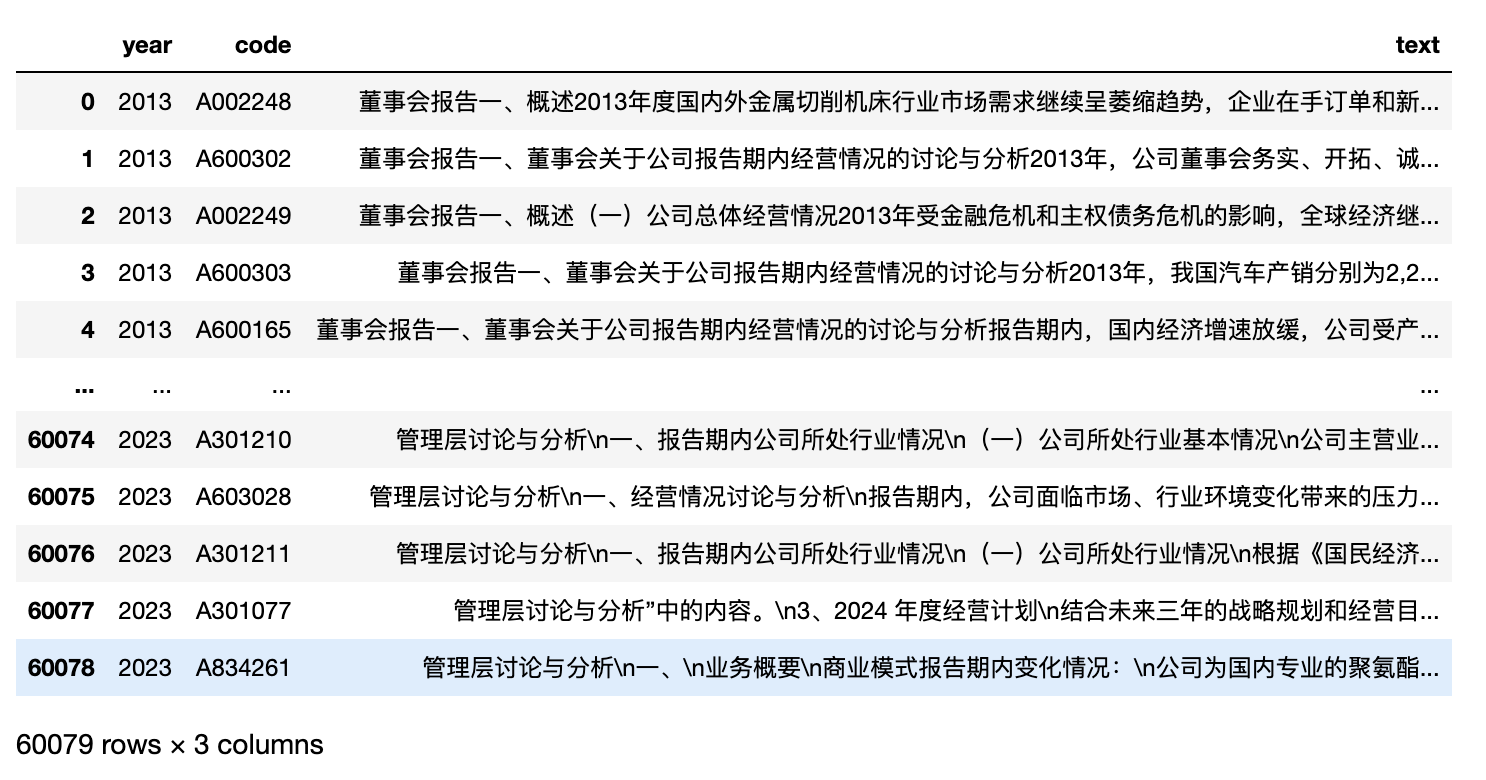 year code text
0 2013 A002248 董事会报告一、概述2013年度国内外金属切削机床行业市场需求继续呈萎缩趋势，企业在手订单和新...
1 2013 A600302 董事会报告一、董事会关于公司报告期内经营情况的讨论与分析2013年，公司董事会务实、开拓、诚...
2 2013 A002249 董事会报告一、概述（一）公司总体经营情况2013年受金融危机和主权债务危机的影响，全球经济继...
3 2013 A600303 董事会报告一、董事会关于公司报告期内经营情况的讨论与分析2013年，我国汽车产销分别为2,2...
4 2013 A600165 董事会报告一、董事会关于公司报告期内经营情况的讨论与分析报告期内，国内经济增速放缓，公司受产...
... ... ... ...
60074 2023 A301210 管理层讨论与分析\n一、报告期内公司所处行业情况\n（一）公司所处行业基本情况\n公司主营业...
60075 2023 A603028 管理层讨论与分析\n一、经营情况讨论与分析\n报告期内，公司面临市场、行业环境变化带来的压力...
60076 2023 A301211 管理层讨论与分析\n一、报告期内公司所处行业情况\n（一）公司所处行业情况\n根据《国民经济...
60077 2023 A301077 管理层讨论与分析”中的内容。\n3、2024 年度经营计划\n结合未来三年的战略规划和经营目...
60078 2023 A834261 管理层讨论与分析\n一、\n业务概要\n商业模式报告期内变化情况：\n公司为国内专业的聚氨酯...
60079 rows × 3 columns